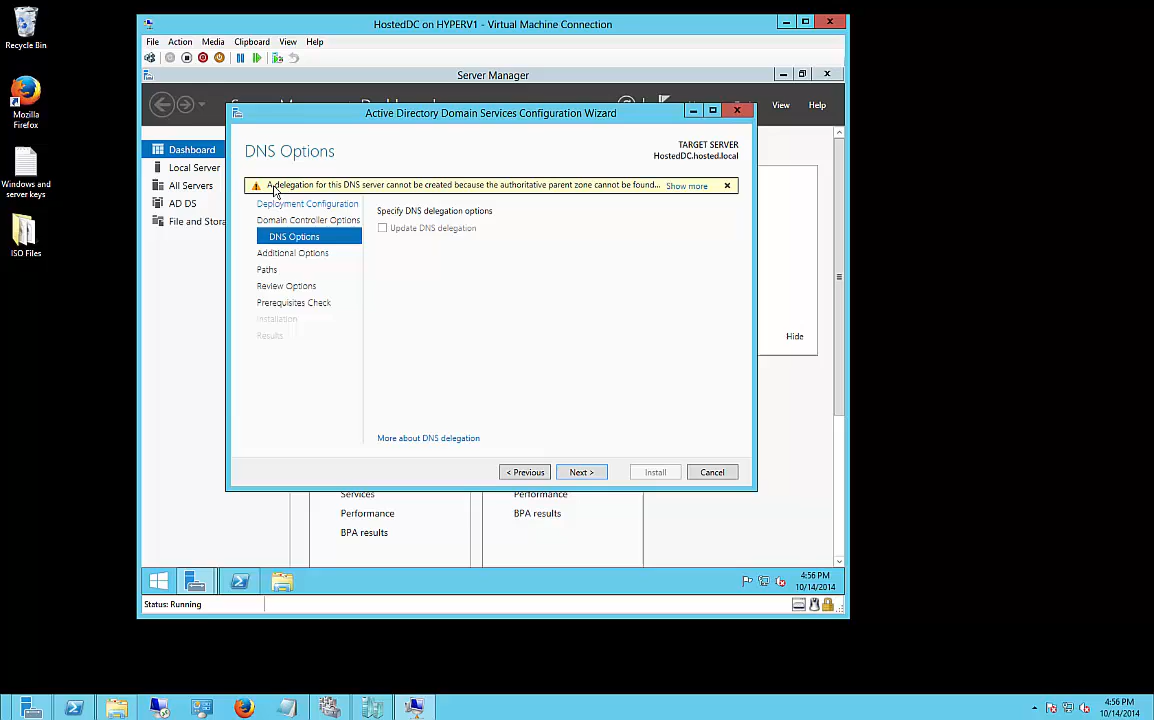 Recycle Bin
Mozilla
Firefox
Windows and
server keys
ISO Files
HostedDC on HYPERV1 - Virtual Machine Connection
File Action Media Clipboard View Help
Server Manager
View Help
Dashboard
Local Server
All Servers
AD DS
File and Stora
Active Directory Domain Services Configuration Wizard
DNS Options
TARGET SERVER
HostedDC.hosted.local
A delegation for this DNS server cannot be created because the authoritative parent zone cannot be found... Show more
Deployment Configuration
Domain Controller Options
DNS Options
Additional Options
Paths
Review Options
Prerequisites Check
Installation
Results
Specify DNS delegation options
Update DNS delegation
More about DNS delegation
< Previous Next > Install Cancel
Hide
Services
Performance
BPA results
Performance
BPA results
4:56 PM
10/14/2014
Status: Running
4:56 PM
10/14/2014